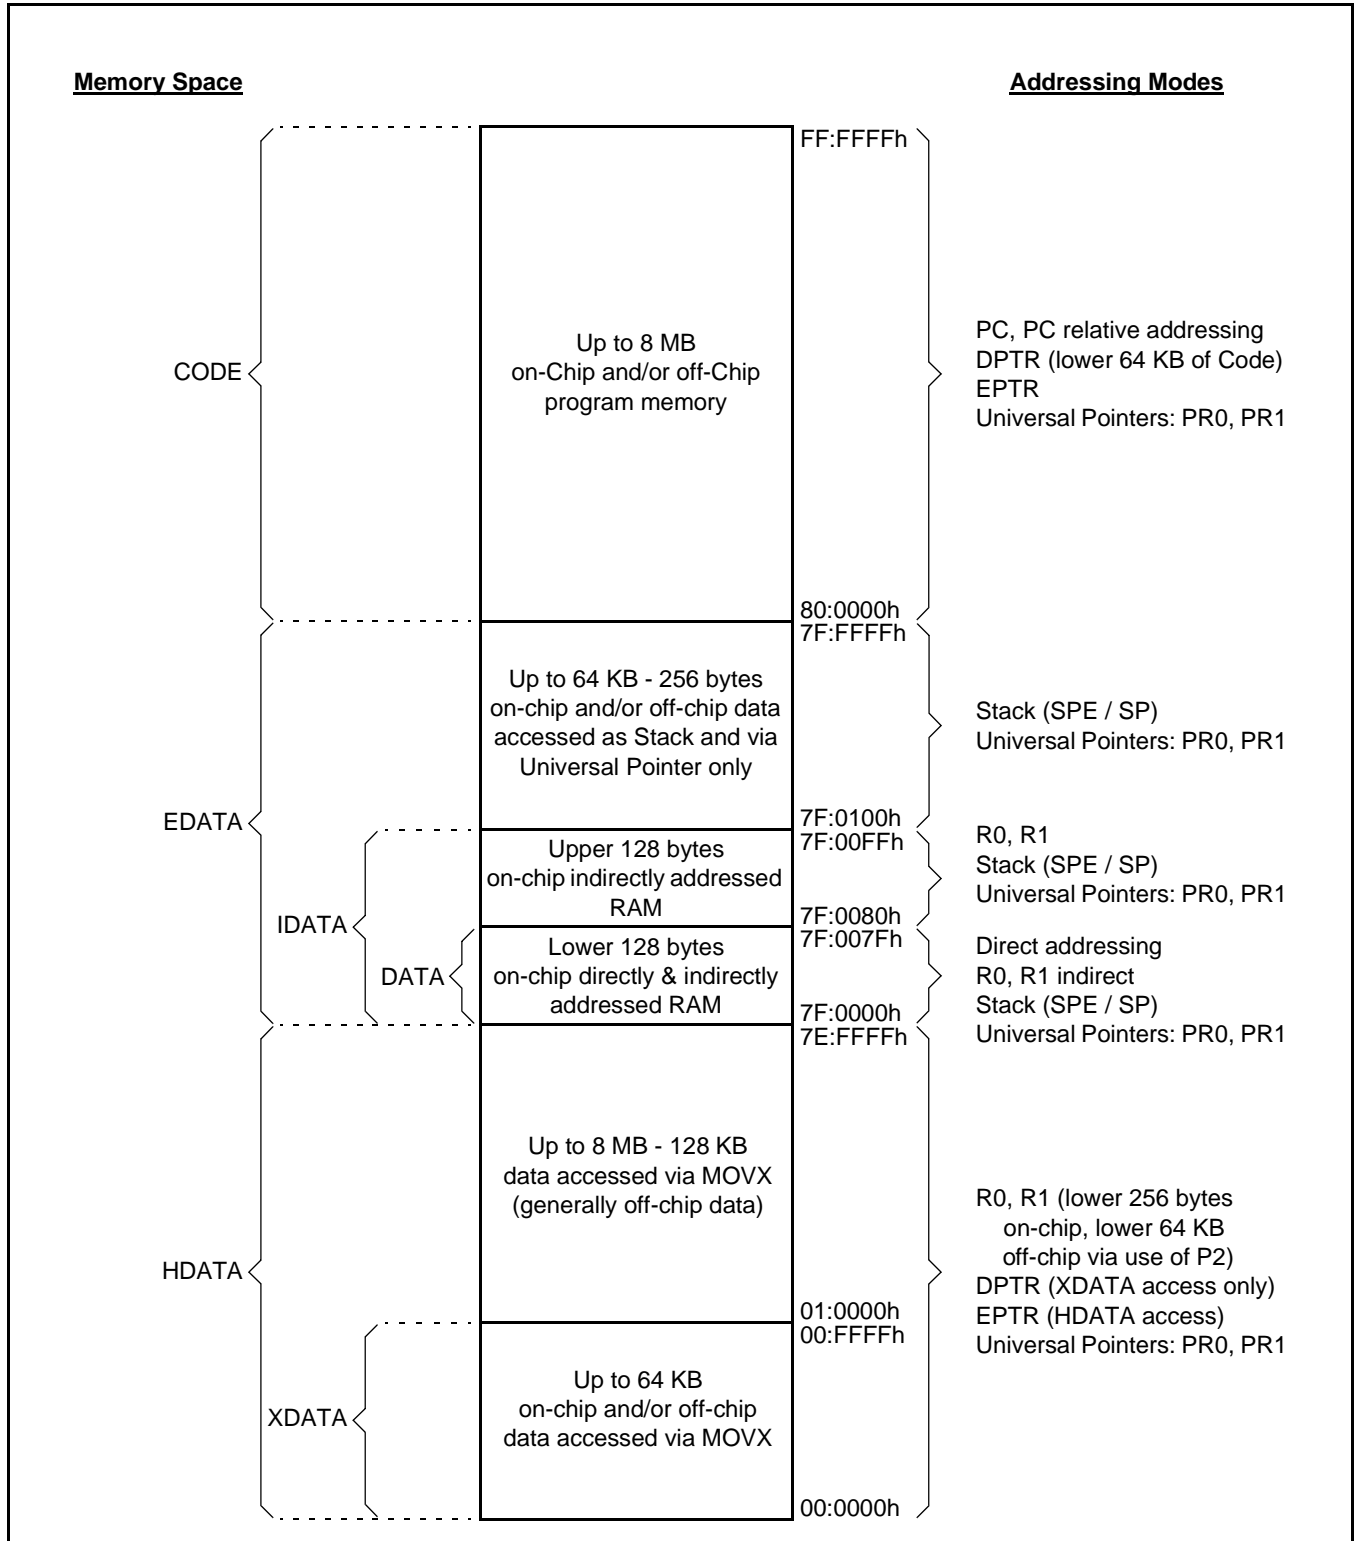 Memory Space
Addressing Modes
FF:FFFFh
CODE
Up to 8 MB
on-Chip and/or off-Chip
program memory
PC, PC relative addressing
DPTR (lower 64 KB of Code)
EPTR
Universal Pointers: PR0, PR1
80:0000h
7F:FFFFh
EDATA
Up to 64 KB - 256 bytes
on-chip and/or off-chip data
accessed as Stack and via
Universal Pointer only
Stack (SPE / SP)
Universal Pointers: PR0, PR1
7F:0100h
7F:00FFh
IDATA
Upper 128 bytes
on-chip indirectly addressed
RAM
R0, R1
Stack (SPE / SP)
Universal Pointers: PR0, PR1
7F:0080h
7F:007Fh
DATA
Lower 128 bytes
on-chip directly & indirectly
addressed RAM
Direct addressing
R0, R1 indirect
Stack (SPE / SP)
Universal Pointers: PR0, PR1
7F:0000h
7E:FFFFh
HDATA
Up to 8 MB - 128 KB
data accessed via MOVX
(generally off-chip data)
R0, R1 (lower 256 bytes
on-chip, lower 64 KB
off-chip via use of P2)
DPTR (XDATA access only)
EPTR (HDATA access)
Universal Pointers: PR0, PR1
01:0000h
00:FFFFh
XDATA
Up to 64 KB
on-chip and/or off-chip
data accessed via MOVX
00:0000h